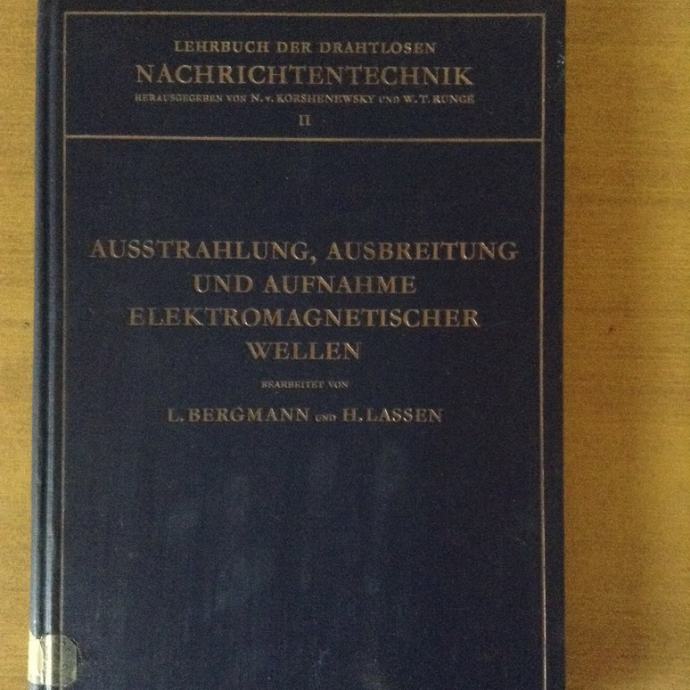 LEHRBUCH DER DRAHTLOSEN
NACHRICHTENTECHNIK
HERAUSGEGEBEN VON N. v. KORSHENEWSKY UND W. T. RUNGE
II
AUSSTRAHLUNG, AUSBREITUNG
UND AUFNAHME
ELEKTROMAGNETISCHER
WELLEN
BEARBEITET VON
L. BERGMANN UND H. LASSEN